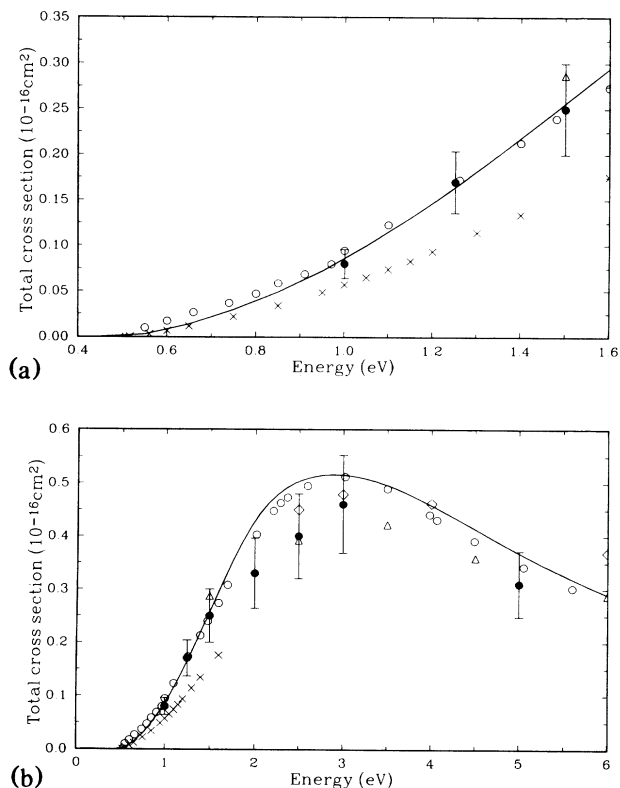 0.35
0.30
0.25
0.20
0.15
0.10
0.05
0.00
Total cross section (10⁻¹⁶cm²)
0.4 0.6 0.8 1.0 1.2 1.4 1.6
Energy (eV)
(a)
0.6
0.5
0.4
0.3
0.2
0.1
0.0
Total cross section (10⁻¹⁶cm²)
0 1 2 3 4 5 6
Energy (eV)
(b)